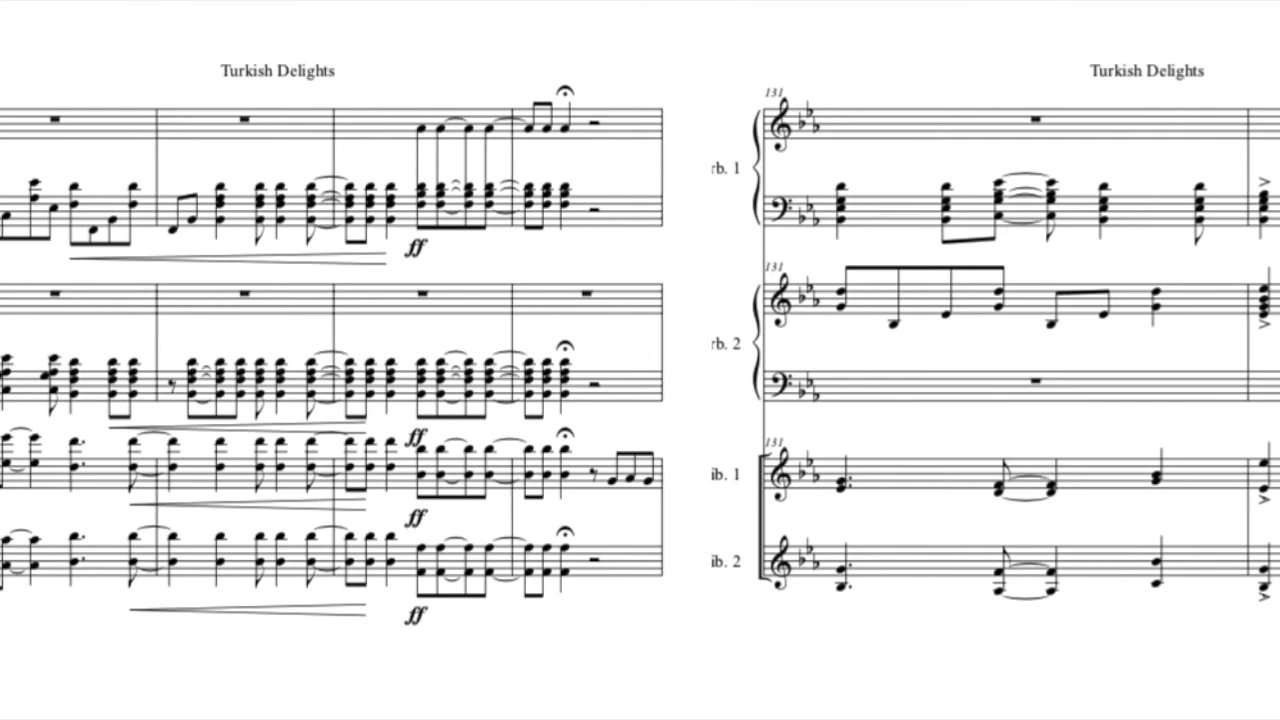 Turkish Delights
ff
ff
ff
ff
Turkish Delights
131
rb. 1
131
rb. 2
131
ib. 1
ib. 2